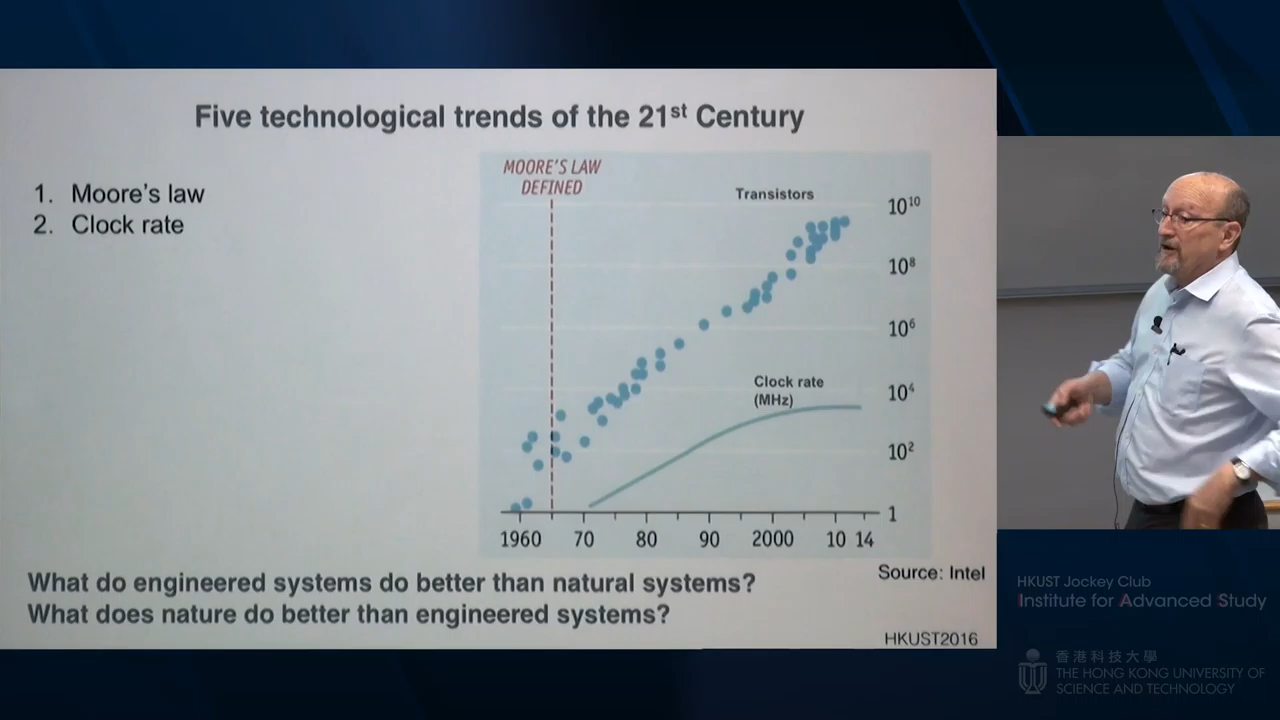 Five technological trends of the 21st Century
1. Moore's law
2. Clock rate
MOORE'S LAW
DEFINED
Transistors
10¹⁰
10⁸
10⁶
Clock rate
(MHz)
10⁴
10²
1
1960 70 80 90 2000 10 14
Source: Intel
What do engineered systems do better than natural systems?
What does nature do better than engineered systems?
HKUST2016
HKUST Jockey Club
Institute for Advanced Study
香港科技大學
THE HONG KONG UNIVERSITY OF
SCIENCE AND TECHNOLOGY